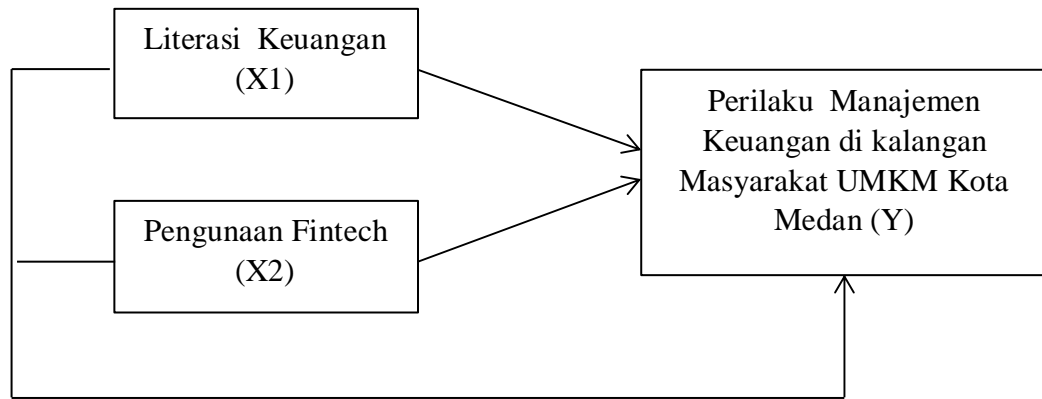 Literasi Keuangan
(X1)
Perilaku Manajemen
Keuangan di kalangan
Masyarakat UMKM Kota
Medan (Y)
Pengunaan Fintech
(X2)